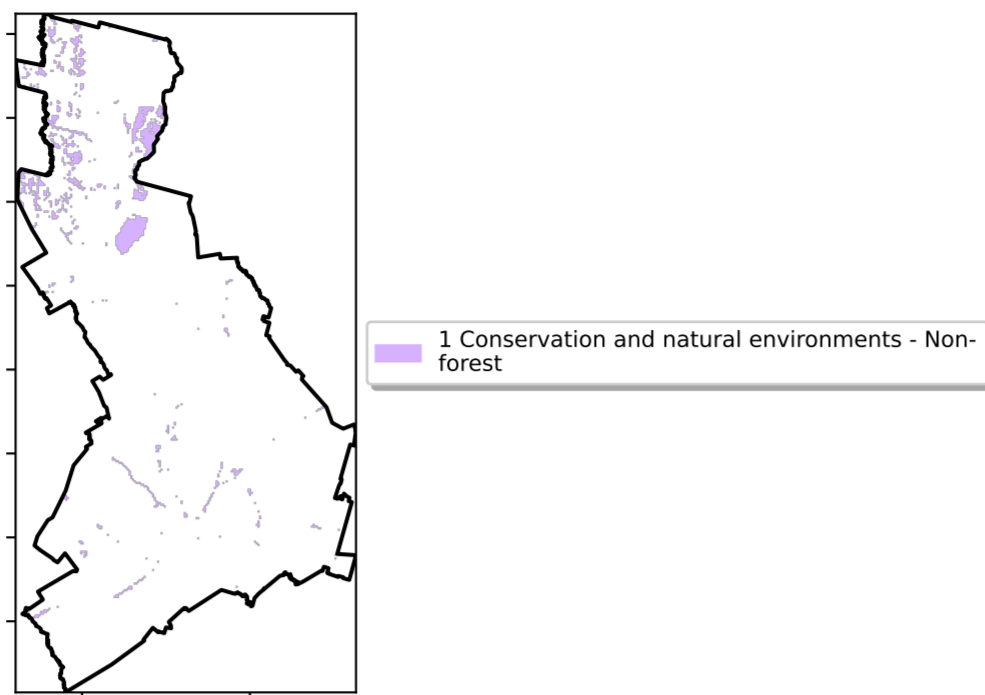 1 Conservation and natural environments - Non-
forest